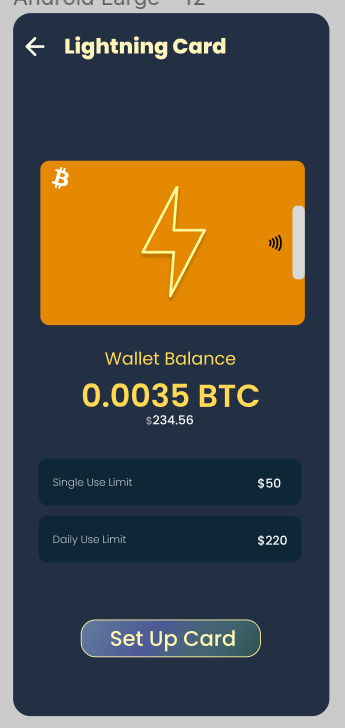 Android Large - 12
Lightning Card
Wallet Balance
0.0035 BTC
$234.56
Single Use Limit $50
Daily Use Limit $220
Set Up Card